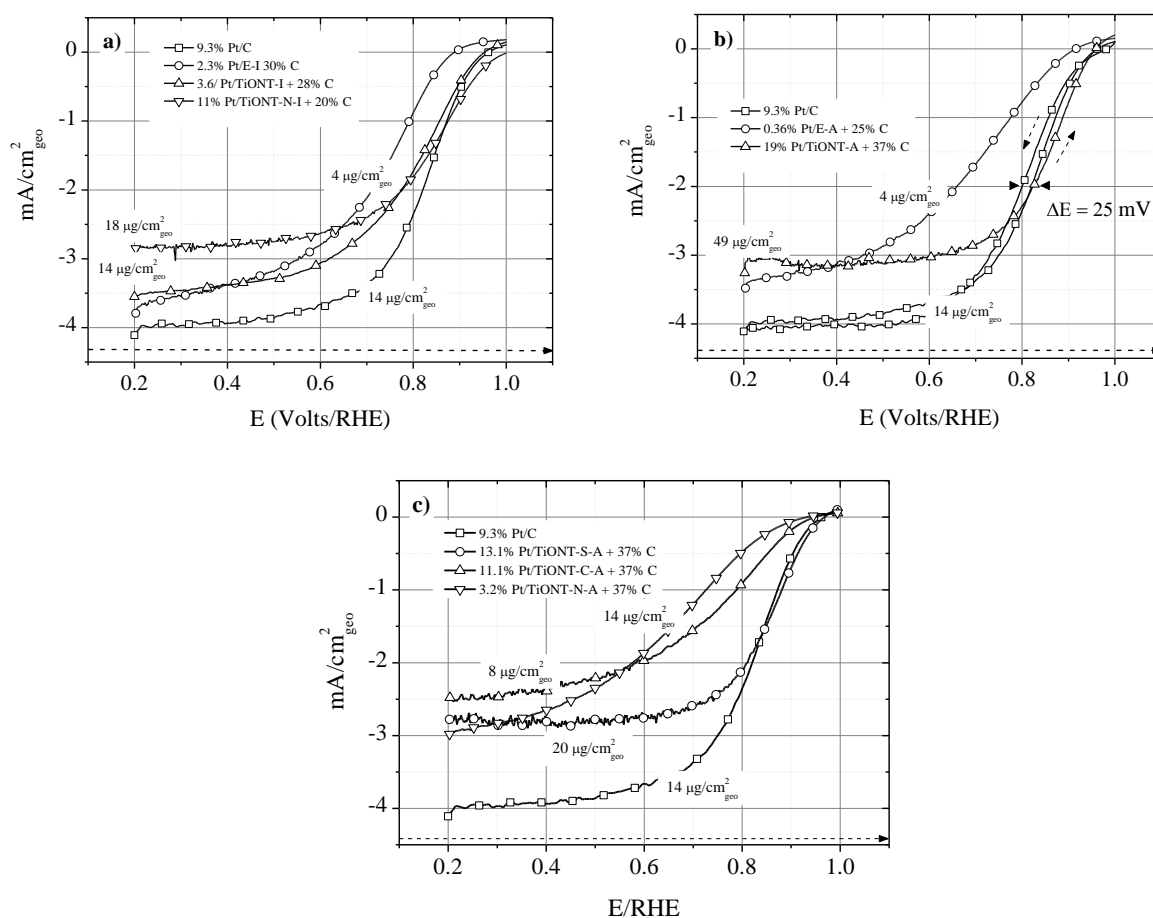 a)
9.3% Pt/C
2.3% Pt/E-I 30% C
3.6/ Pt/TiONT-I + 28% C
11% Pt/TiONT-N-I + 20% C
4 μg/cm²geo
18 μg/cm²geo
14 μg/cm²geo
14 μg/cm²geo
mA/cm²geo
0
-1
-2
-3
-4
0.2 0.4 0.6 0.8 1.0
E (Volts/RHE)
b)
9.3% Pt/C
0.36% Pt/E-A + 25% C
19% Pt/TiONT-A + 37% C
4 μg/cm²geo
ΔE = 25 mV
49 μg/cm²geo
14 μg/cm²geo
mA/cm²geo
0
-1
-2
-3
-4
0.2 0.4 0.6 0.8 1.0
E (Volts/RHE)
c)
9.3% Pt/C
13.1% Pt/TiONT-S-A + 37% C
11.1% Pt/TiONT-C-A + 37% C
3.2% Pt/TiONT-N-A + 37% C
14 μg/cm²geo
8 μg/cm²geo
20 μg/cm²geo
14 μg/cm²geo
mA/cm²geo
0
-1
-2
-3
-4
0.2 0.4 0.6 0.8 1.0
E/RHE